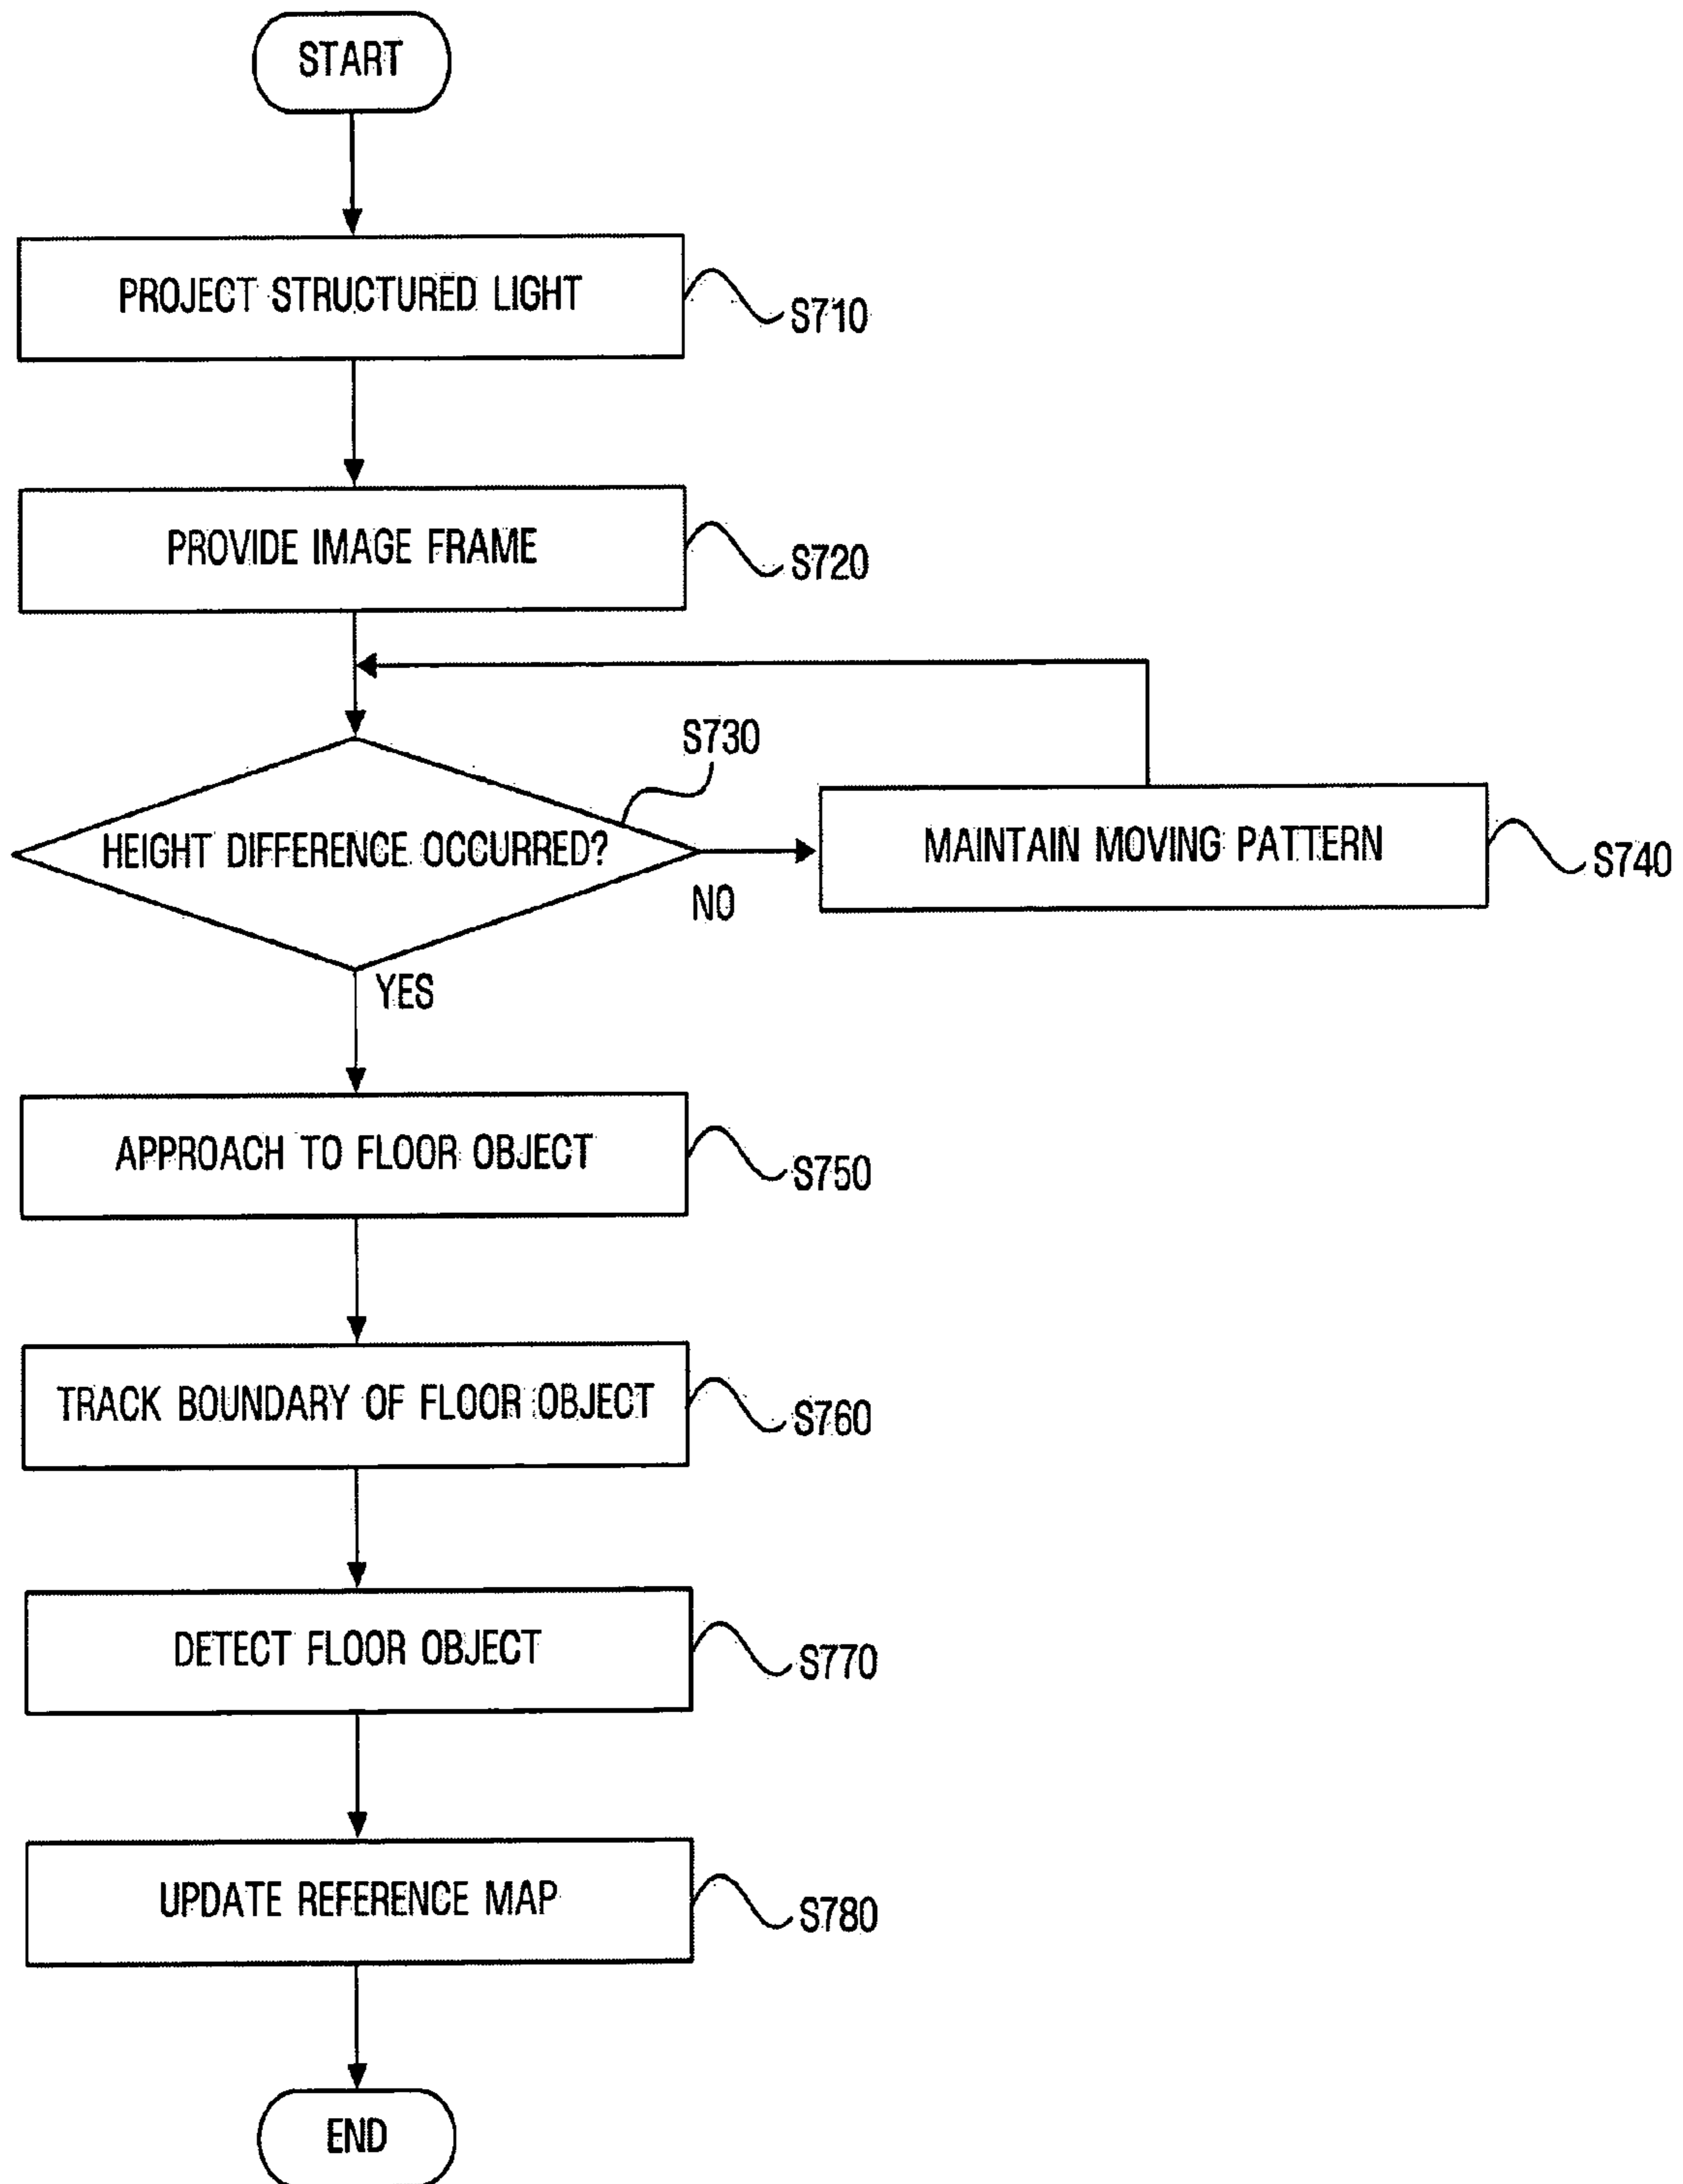 START
PROJECT STRUCTURED LIGHT
S710
PROVIDE IMAGE FRAME
S720
S730
HEIGHT DIFFERENCE OCCURRED?
MAINTAIN MOVING PATTERN
S740
NO
YES
APPROACH TO FLOOR OBJECT
S750
TRACK BOUNDARY OF FLOOR OBJECT
S760
DETECT FLOOR OBJECT
S770
UPDATE REFERENCE MAP
S780
END